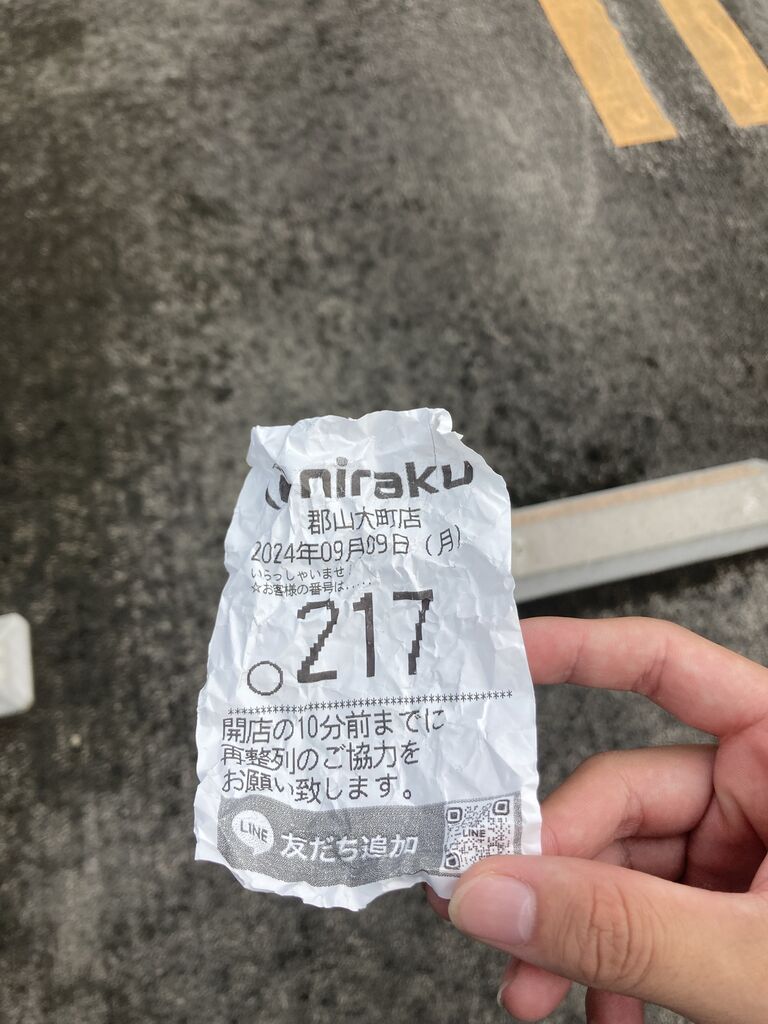 niraku
郡山大町店
2024年09月09日（月）
いらっしゃいませ
☆お客様の番号は.....
○ 217
************************************
開店の10分前までに
再整列のご協力を
お願い致します。
LINE 友だち追加 LINE